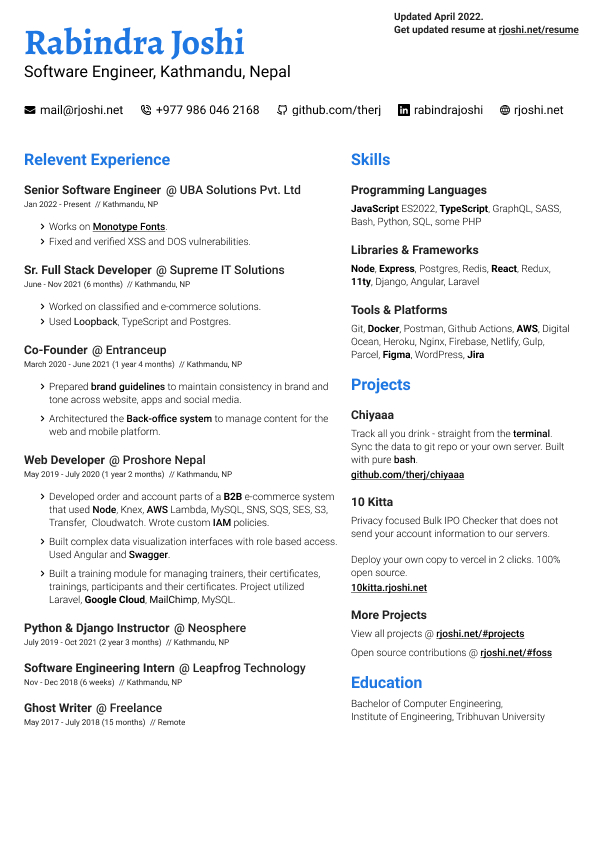 Updated April 2022.
Get updated resume at rjoshi.net/resume
Rabindra Joshi
Software Engineer, Kathmandu, Nepal
mail@rjoshi.net +977 986 046 2168 github.com/therj rabindrajoshi rjoshi.net
Relevent Experience
Senior Software Engineer @ UBA Solutions Pvt. Ltd
Jan 2022 - Present // Kathmandu, NP
Works on Monotype Fonts.
Fixed and verified XSS and DOS vulnerabilities.
Sr. Full Stack Developer @ Supreme IT Solutions
June - Nov 2021 (6 months) // Kathmandu, NP
Worked on classified and e-commerce solutions.
Used Loopback, TypeScript and Postgres.
Co-Founder @ Entranceup
March 2020 - June 2021 (1 year 4 months) // Kathmandu, NP
Prepared brand guidelines to maintain consistency in brand and
tone across website, apps and social media.
Architectured the Back-office system to manage content for the
web and mobile platform.
Web Developer @ Proshore Nepal
May 2019 - July 2020 (1 year 2 months) // Kathmandu, NP
Developed order and account parts of a B2B e-commerce system
that used Node, Knex, AWS Lambda, MySQL, SNS, SQS, SES, S3,
Transfer, Cloudwatch. Wrote custom IAM policies.
Built complex data visualization interfaces with role based access.
Used Angular and Swagger.
Built a training module for managing trainers, their certificates,
trainings, participants and their certificates. Project utilized
Laravel, Google Cloud, MailChimp, MySQL.
Python & Django Instructor @ Neosphere
July 2019 - Oct 2021 (2 year 3 months) // Kathmandu, NP
Software Engineering Intern @ Leapfrog Technology
Nov - Dec 2018 (6 weeks) // Kathmandu, NP
Ghost Writer @ Freelance
May 2017 - July 2018 (15 months) // Remote
Skills
Programming Languages
JavaScript ES2022, TypeScript, GraphQL, SASS,
Bash, Python, SQL, some PHP
Libraries & Frameworks
Node, Express, Postgres, Redis, React, Redux,
11ty, Django, Angular, Laravel
Tools & Platforms
Git, Docker, Postman, Github Actions, AWS, Digital
Ocean, Heroku, Nginx, Firebase, Netlify, Gulp,
Parcel, Figma, WordPress, Jira
Projects
Chiyaaa
Track all you drink - straight from the terminal.
Sync the data to git repo or your own server. Built
with pure bash.
github.com/therj/chiyaaa
10 Kitta
Privacy focused Bulk IPO Checker that does not
send your account information to our servers.
Deploy your own copy to vercel in 2 clicks. 100%
open source.
10kitta.rjoshi.net
More Projects
View all projects @ rjoshi.net/#projects
Open source contributions @ rjoshi.net/#foss
Education
Bachelor of Computer Engineering,
Institute of Engineering, Tribhuvan University